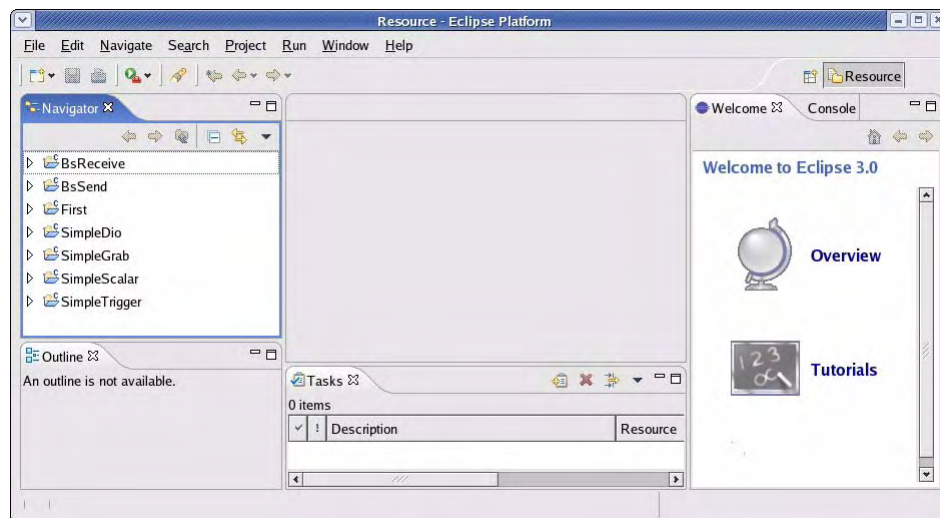 Resource - Eclipse Platform
File Edit Navigate Search Project Run Window Help
Resource
Navigator
BsReceive
BsSend
First
SimpleDio
SimpleGrab
SimpleScalar
SimpleTrigger
Outline
An outline is not available.
Tasks
0 items
! Description Resource
Welcome Console
Welcome to Eclipse 3.0
Overview
123
Tutorials